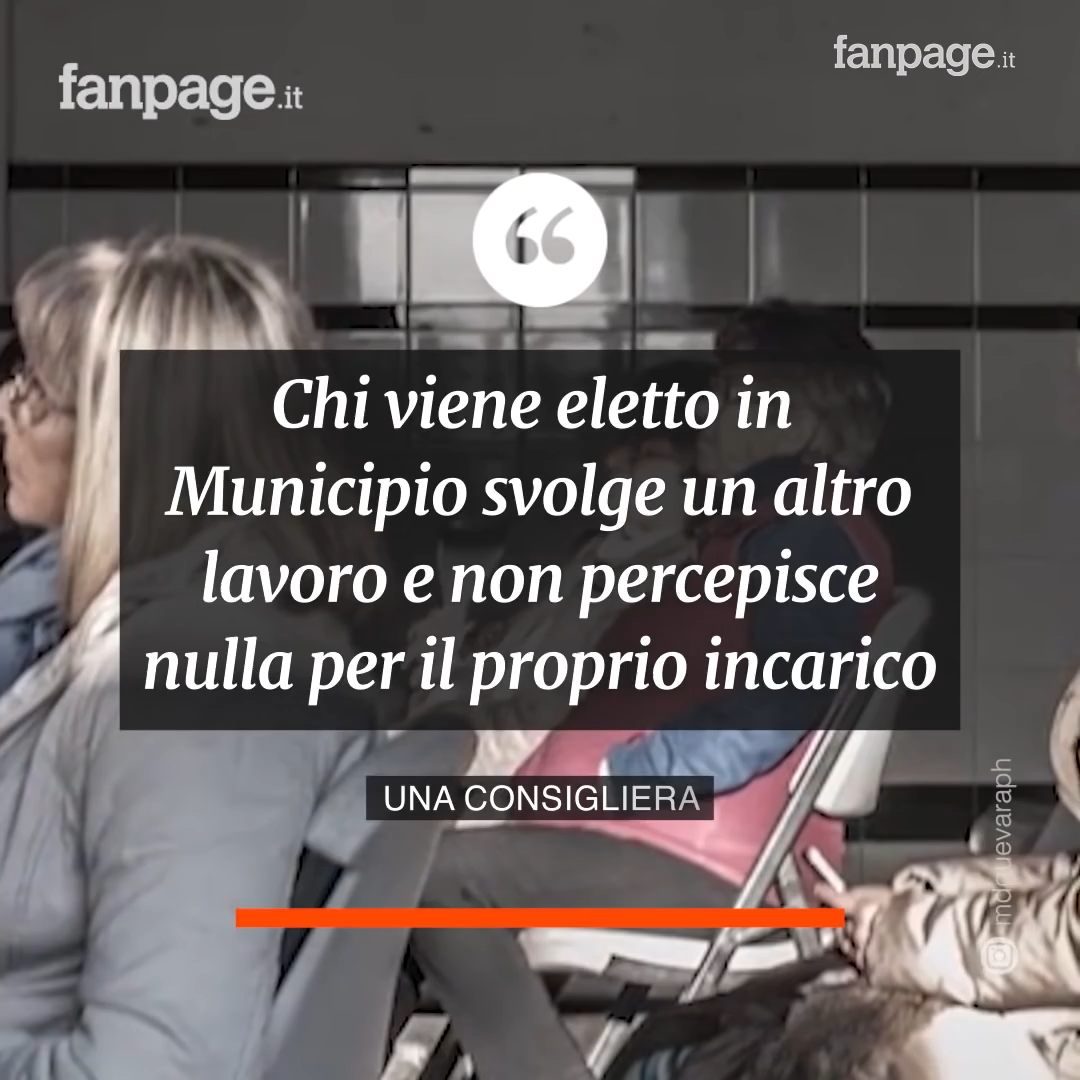 fanpage.it
fanpage.it
“
Chi viene eletto in
Municipio svolge un altro
lavoro e non percepisce
nulla per il proprio incarico
UNA CONSIGLIERA